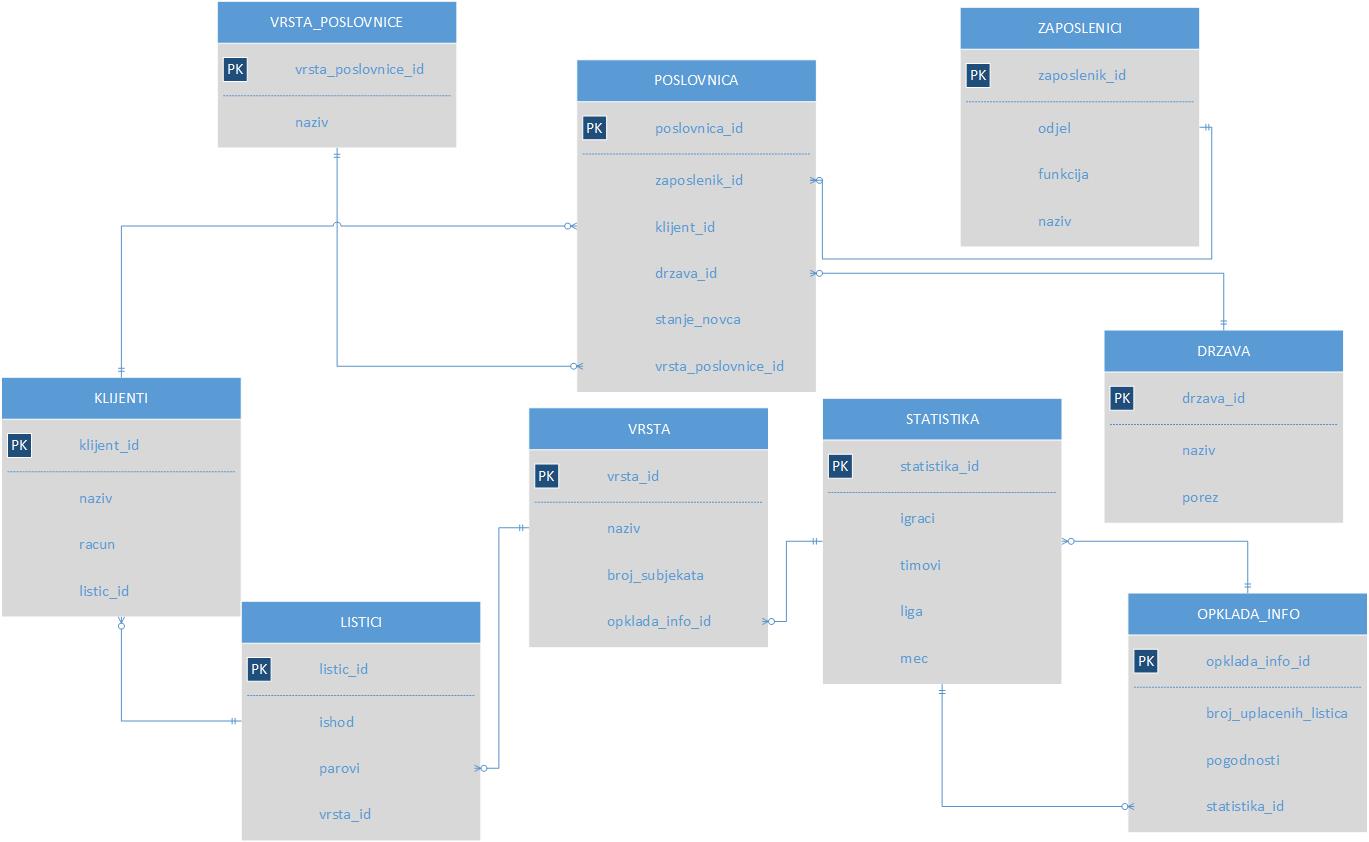 VRSTA_POSLOVNICE
PK vrsta_poslovnice_id
naziv
POSLOVNICA
PK poslovnica_id
zaposlenik_id
klijent_id
drzava_id
stanje_novca
vrsta_poslovnice_id
ZAPOSLENICI
PK zaposlenik_id
odjel
funkcija
naziv
DRZAVA
PK drzava_id
naziv
porez
KLIJENTI
PK klijent_id
naziv
racun
listic_id
LISTICI
PK listic_id
ishod
parovi
vrsta_id
VRSTA
PK vrsta_id
naziv
broj_subjekata
opklada_info_id
STATISTIKA
PK statistika_id
igraci
timovi
liga
mec
OPKLADA_INFO
PK opklada_info_id
broj_uplacenih_listica
pogodnosti
statistika_id